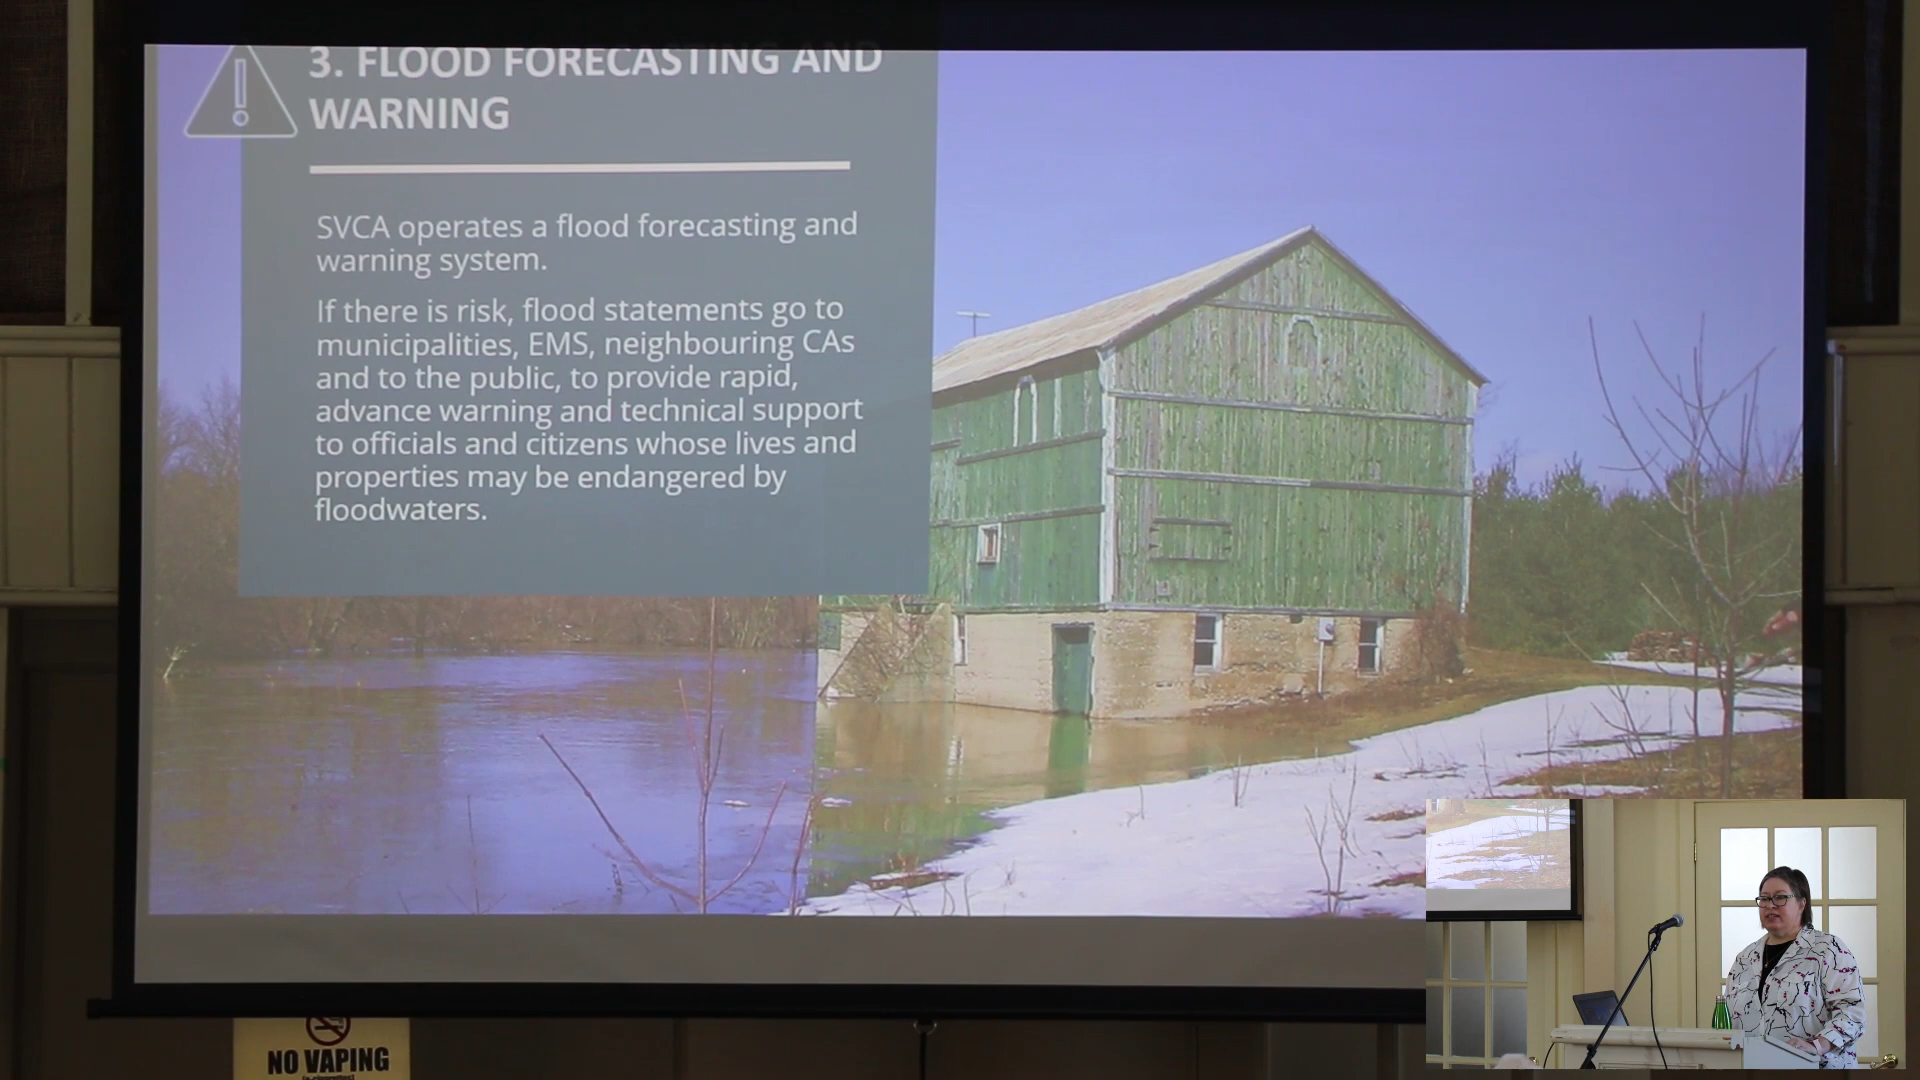 3. FLOOD FORECASTING AND
WARNING
SVCA operates a flood forecasting and
warning system.
If there is risk, flood statements go to
municipalities, EMS, neighbouring CAs
and to the public, to provide rapid,
advance warning and technical support
to officials and citizens whose lives and
properties may be endangered by
floodwaters.
NO VAPING